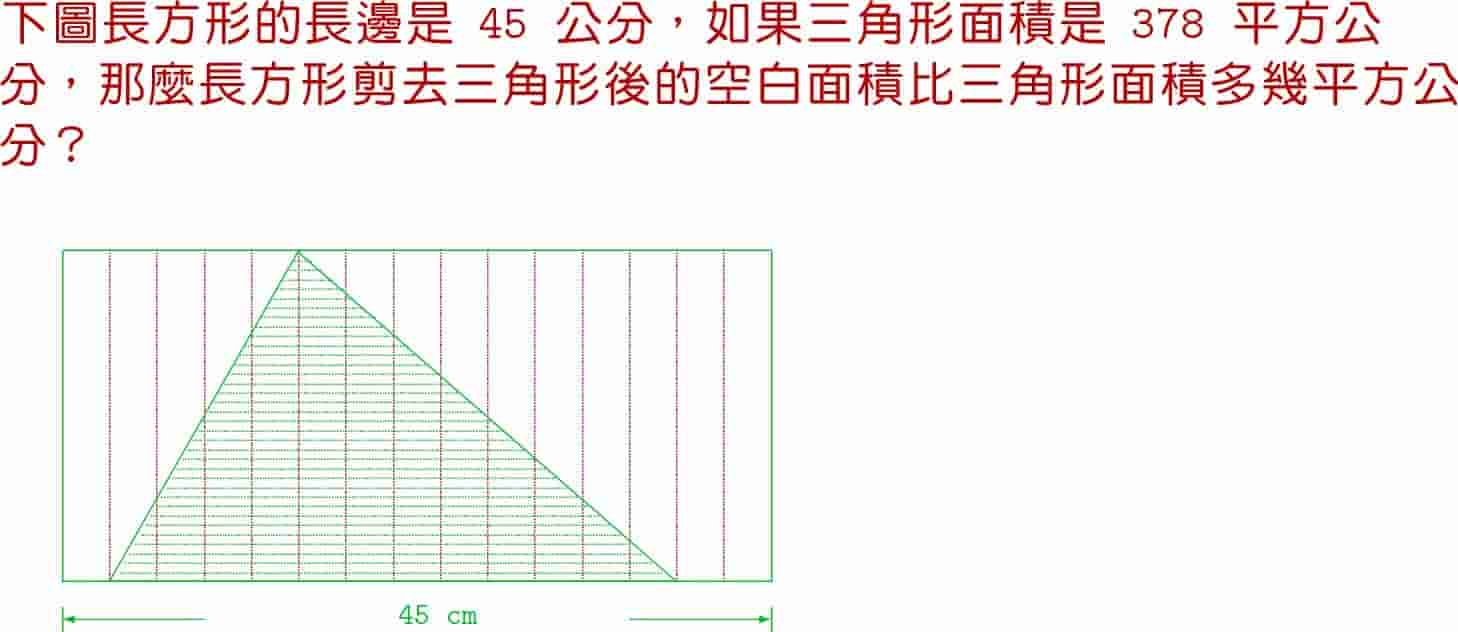 下圖長方形的長邊是 45 公分，如果三角形面積是 378 平方公
分，那麼長方形剪去三角形後的空白面積比三角形面積多幾平方公
分？
45 cm